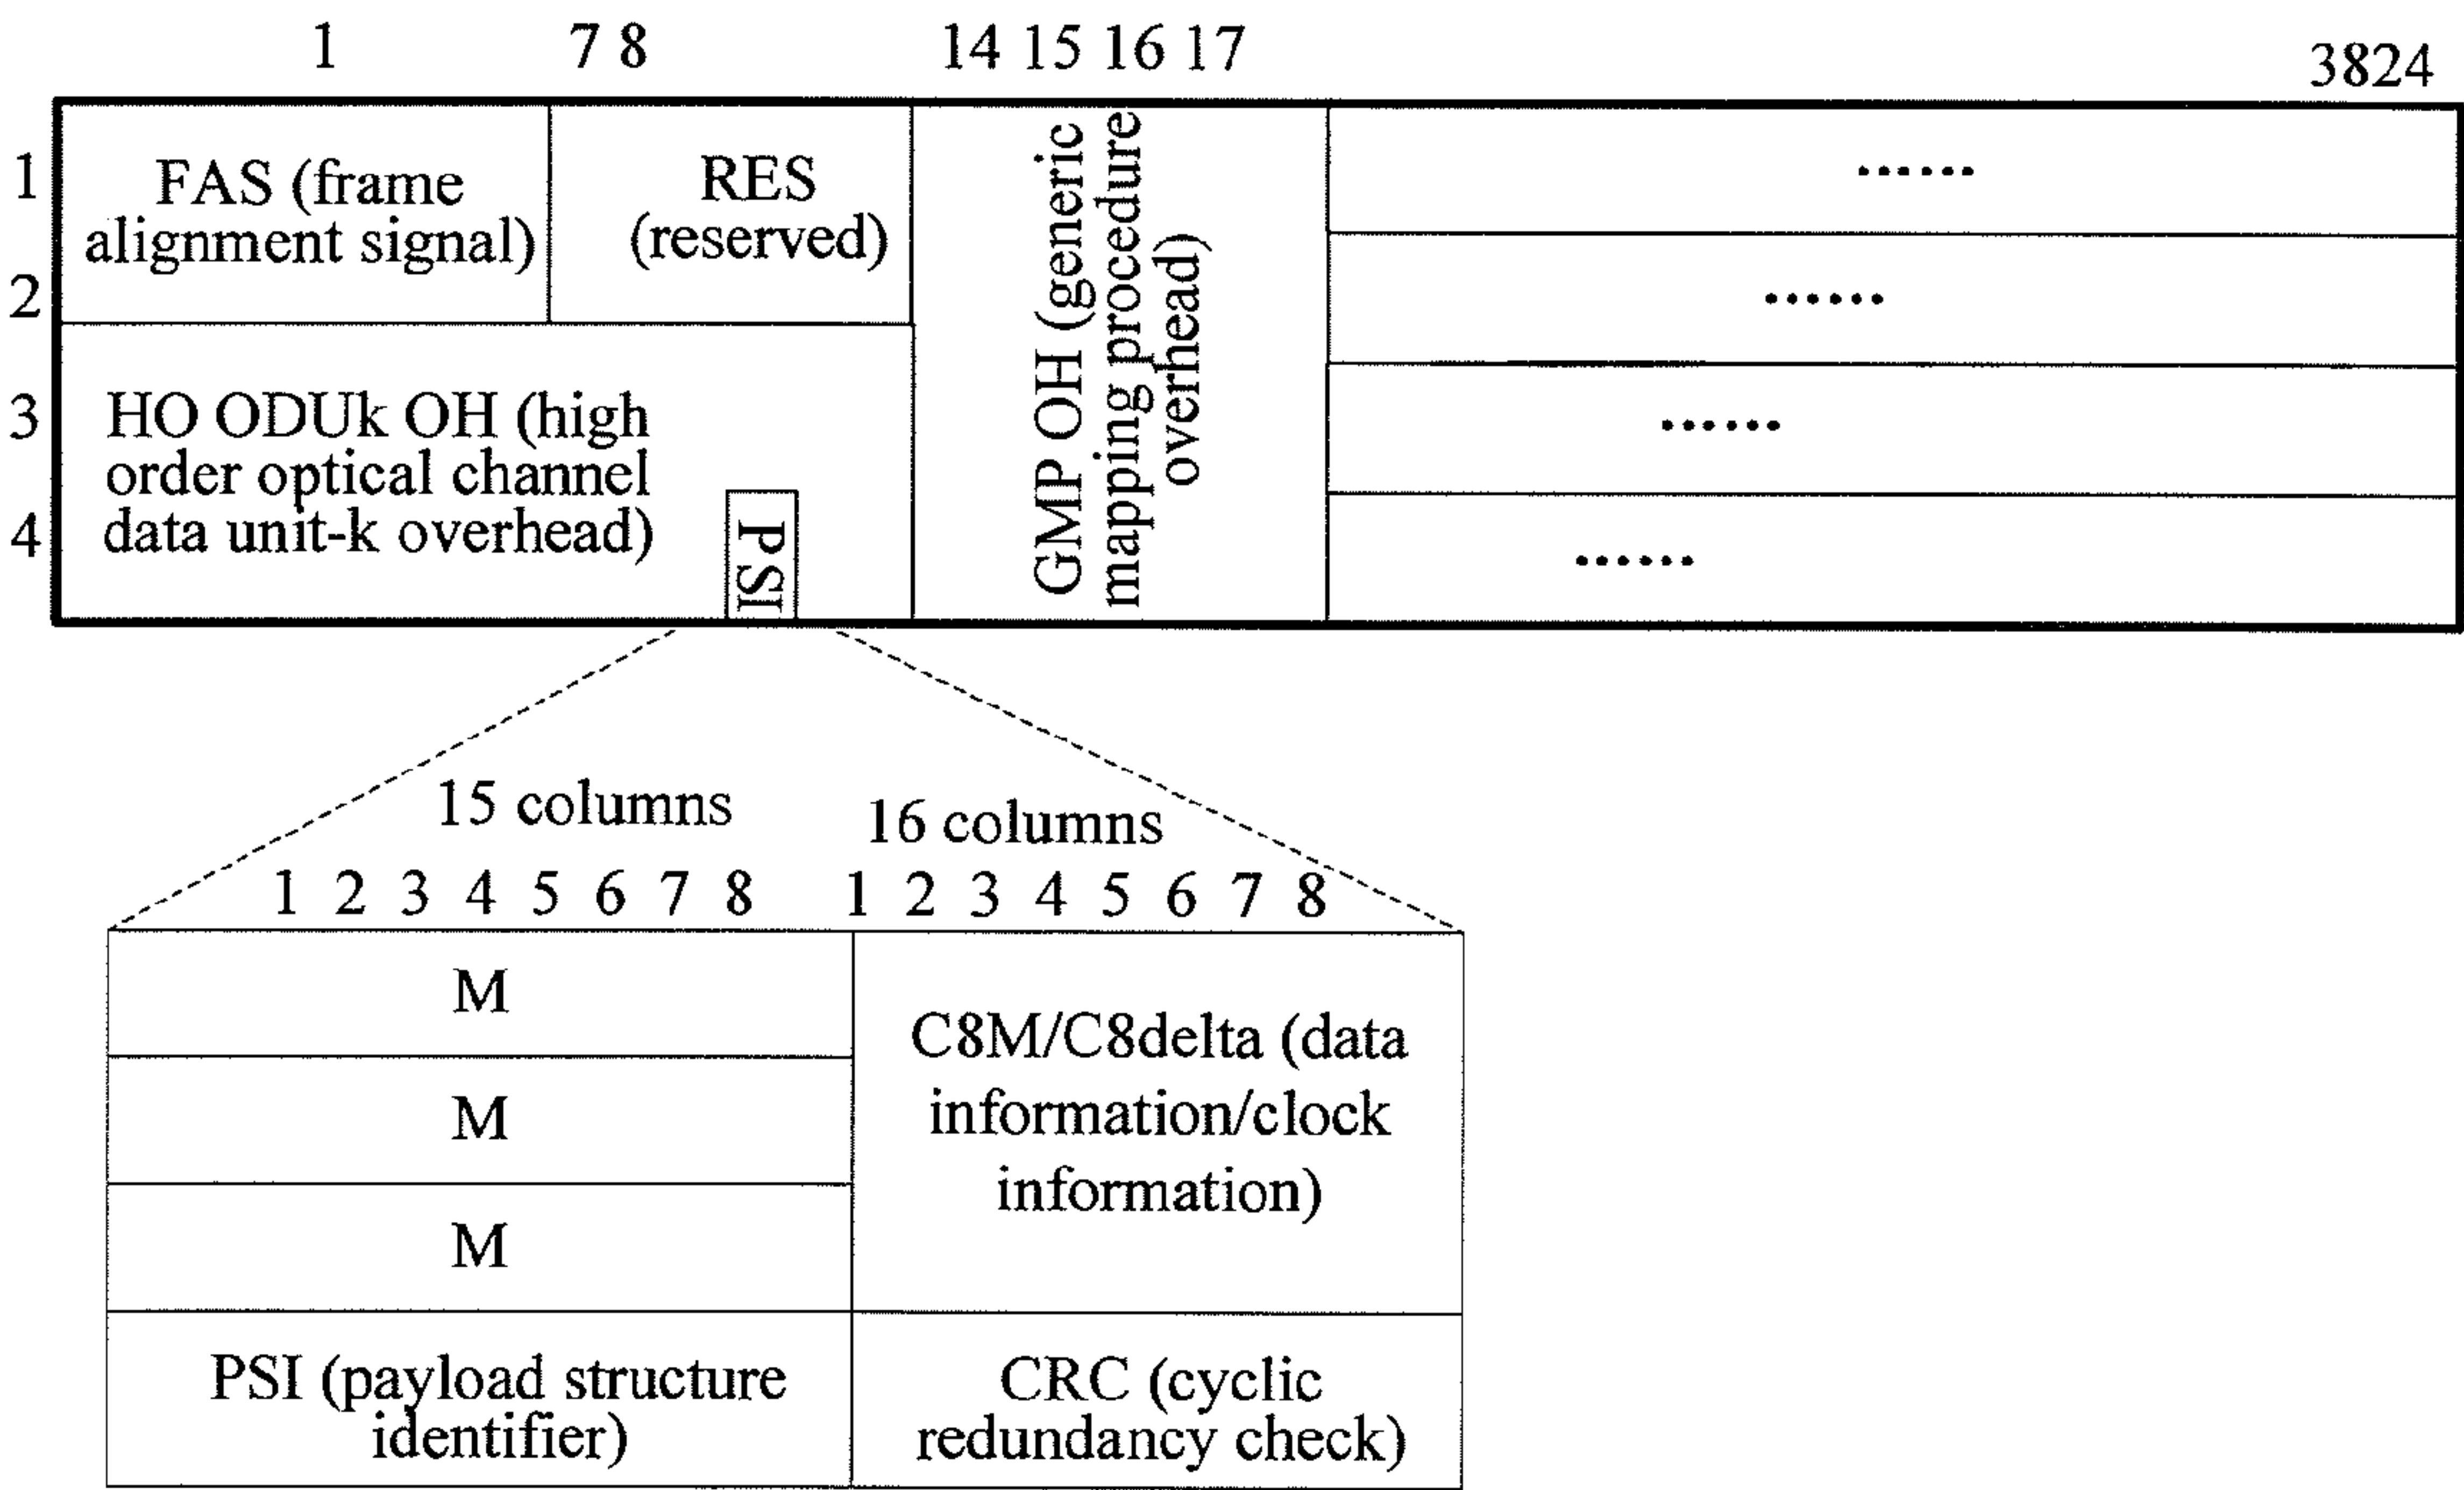 1 7 8 14 15 16 17 3824
1
2
3
4
FAS (frame
alignment signal)
RES
(reserved)
HO ODUk OH (high
order optical channel
data unit-k overhead)
PSI
GMP OH (generic
mapping procedure
overhead)
......
......
......
......
15 columns
16 columns
1 2 3 4 5 6 7 8 1 2 3 4 5 6 7 8
M
M
M
C8M/C8delta (data
information/clock
information)
PSI (payload structure
identifier)
CRC (cyclic
redundancy check)